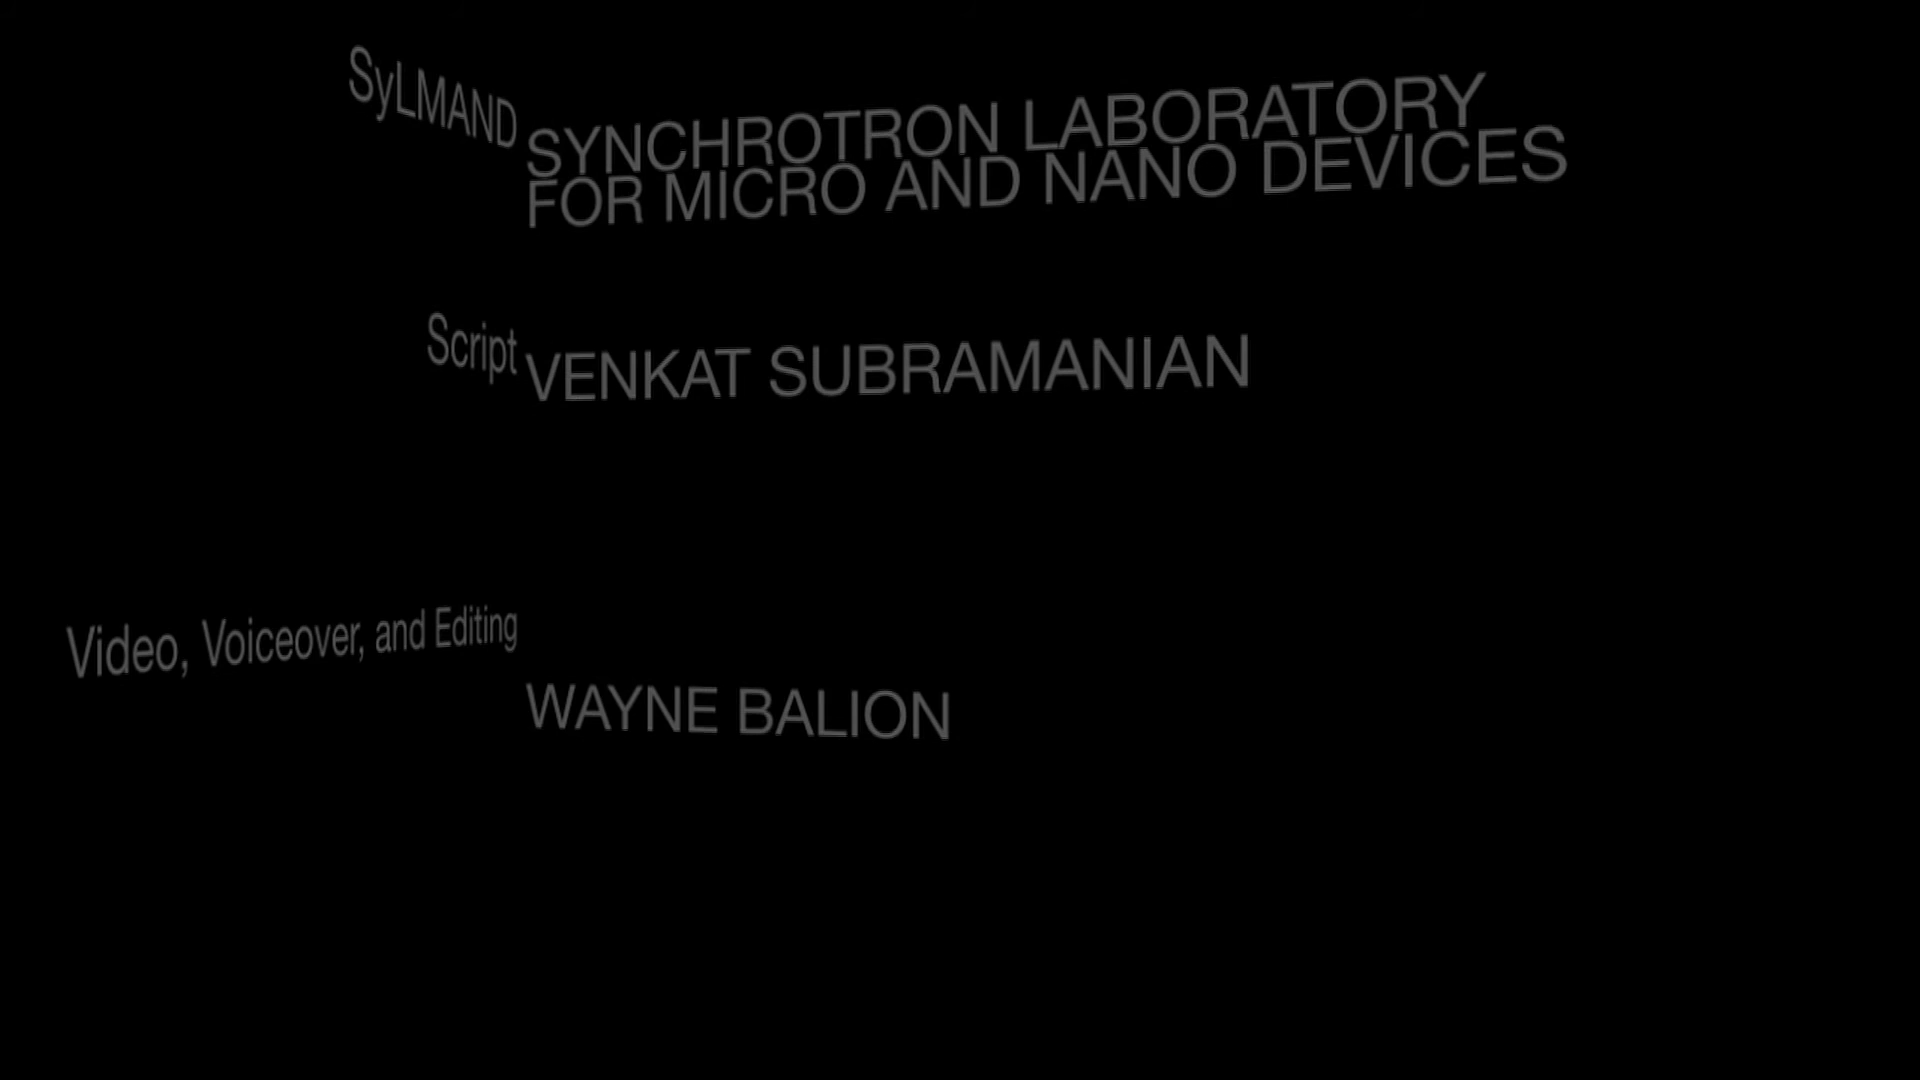 SyLMAND
SYNCHROTRON LABORATORY
FOR MICRO AND NANO DEVICES
Script
VENKAT SUBRAMANIAN
Video, Voiceover, and Editing
WAYNE BALION